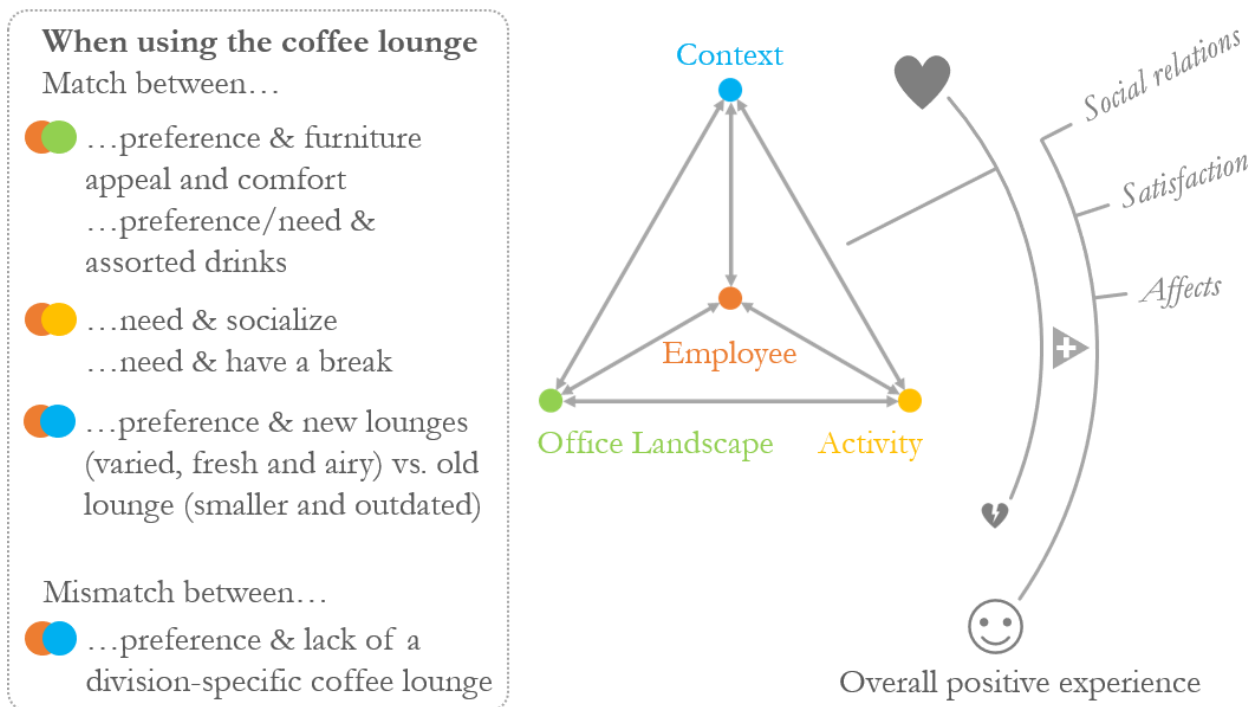 When using the coffee lounge
Match between…
…preference & furniture
appeal and comfort
…preference/need &
assorted drinks
…need & socialize
…need & have a break
…preference & new lounges
(varied, fresh and airy) vs. old
lounge (smaller and outdated)
Mismatch between…
…preference & lack of a
division-specific coffee lounge
Context
Employee
Office Landscape
Activity
Social relations
Satisfaction
Affects
Overall positive experience